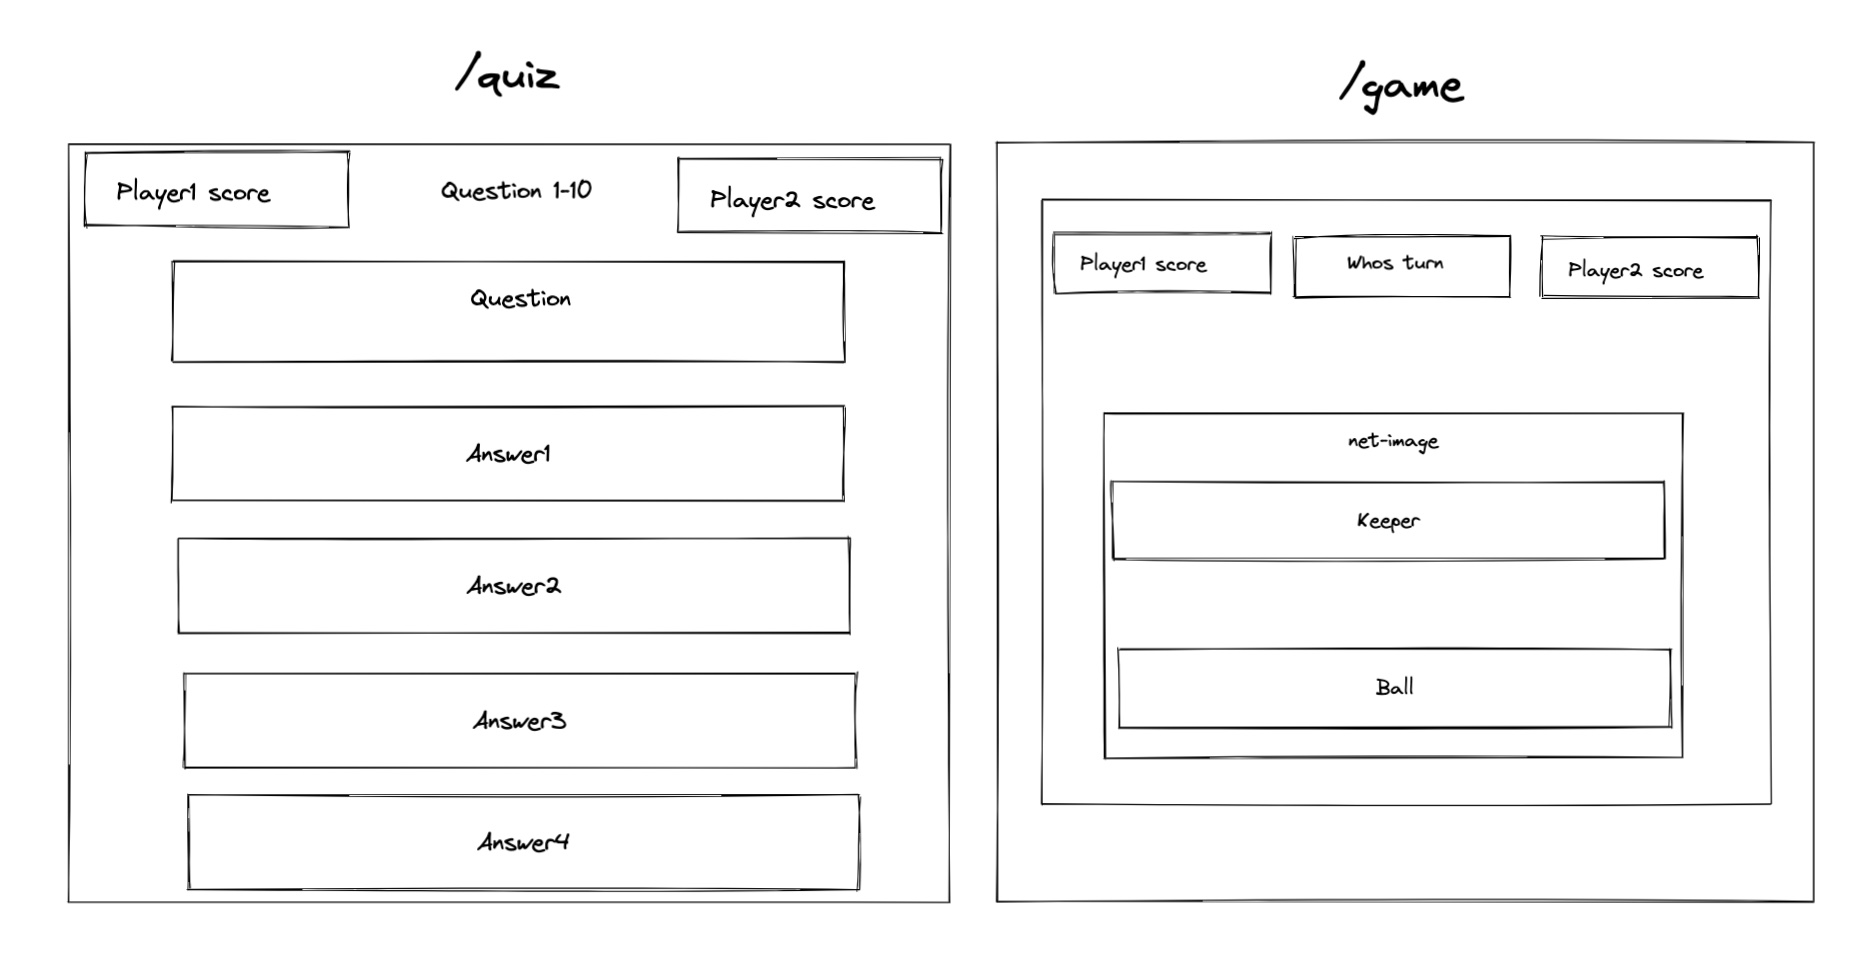 /quiz
Player1 score
Question 1-10
Player2 score
Question
Answer1
Answer2
Answer3
Answer4
/game
Player1 score
Whos turn
Player2 score
net-image
Keeper
Ball